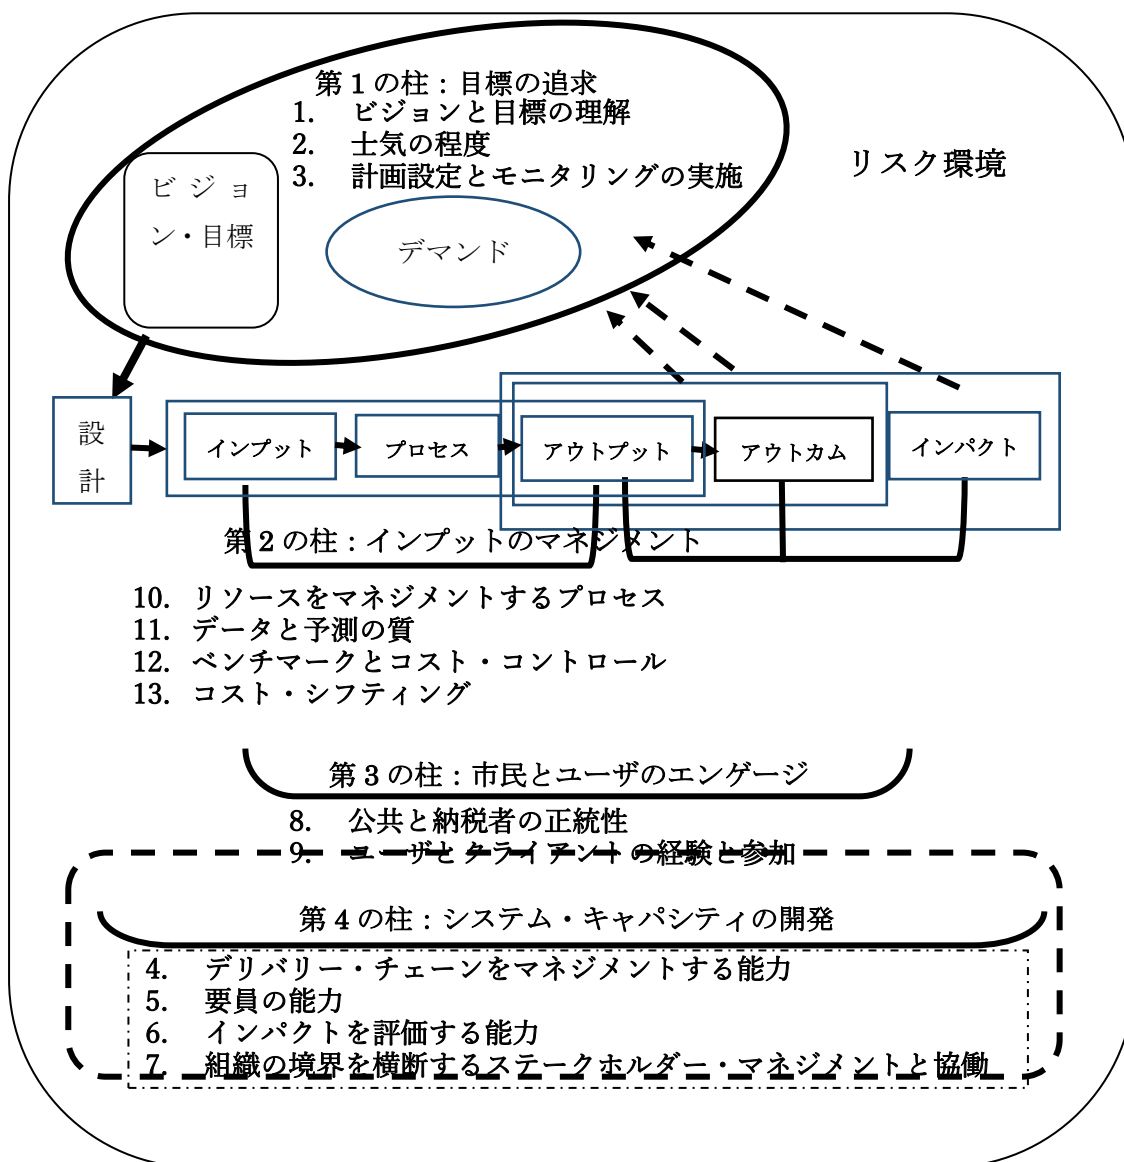 第1の柱：目標の追求
1. ビジョンと目標の理解
2. 士気の程度
3. 計画設定とモニタリングの実施
リスク環境
ビジョ
ン・目標
デマンド
設
計
インプット
プロセス
アウトプット
アウトカム
インパクト
第2の柱：インプットのマネジメント
10. リソースをマネジメントするプロセス
11. データと予測の質
12. ベンチマークとコスト・コントロール
13. コスト・シフティング
第3の柱：市民とユーザのエンゲージ
8. 公共と納税者の正統性
9. ユーザとクライアントの経験と参加
第4の柱：システム・キャパシティの開発
4. デリバリー・チェーンをマネジメントする能力
5. 要員の能力
6. インパクトを評価する能力
7. 組織の境界を横断するステークホルダー・マネジメントと協働